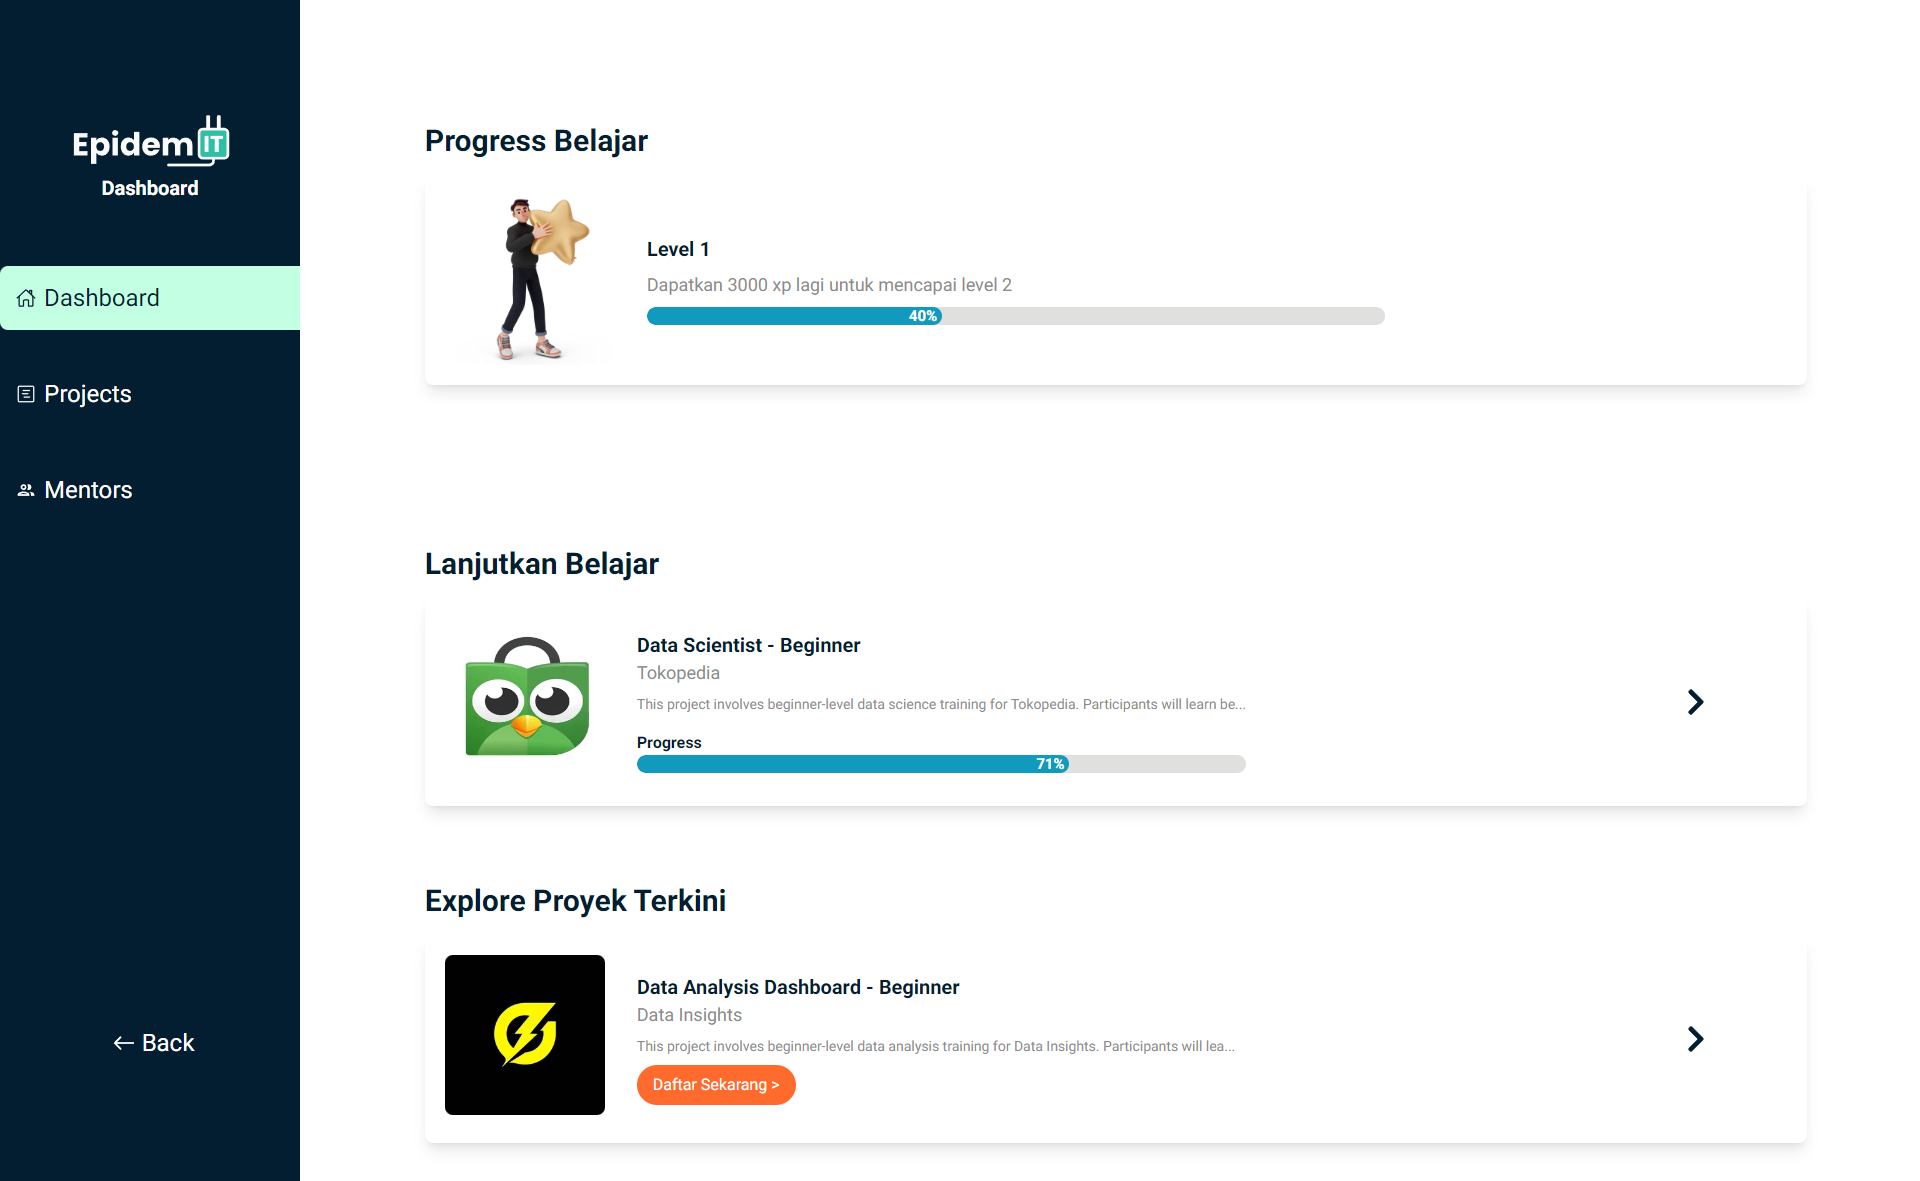 Epidem IT
Dashboard
Dashboard
Projects
Mentors
Back
Progress Belajar
Level 1
Dapatkan 3000 xp lagi untuk mencapai level 2
40%
Lanjutkan Belajar
Data Scientist - Beginner
Tokopedia
This project involves beginner-level data science training for Tokopedia. Participants will learn be...
Progress
71%
Explore Proyek Terkini
Data Analysis Dashboard - Beginner
Data Insights
This project involves beginner-level data analysis training for Data Insights. Participants will lea...
Daftar Sekarang >